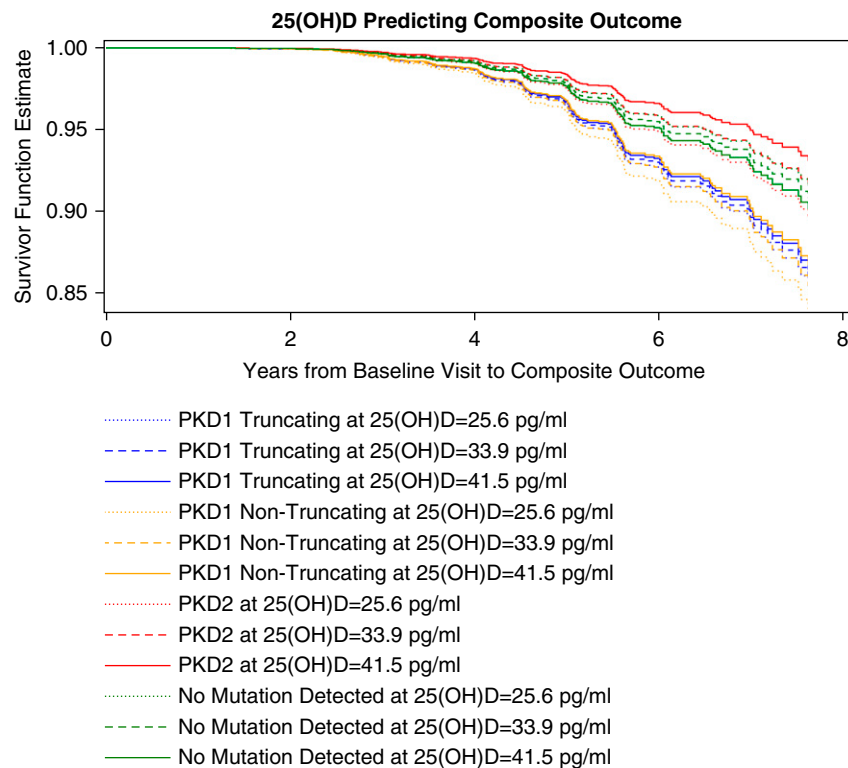 25(OH)D Predicting Composite Outcome
Survivor Function Estimate
1.00
0.95
0.90
0.85
0 2 4 6 8
Years from Baseline Visit to Composite Outcome
PKD1 Truncating at 25(OH)D=25.6 pg/ml
PKD1 Truncating at 25(OH)D=33.9 pg/ml
PKD1 Truncating at 25(OH)D=41.5 pg/ml
PKD1 Non-Truncating at 25(OH)D=25.6 pg/ml
PKD1 Non-Truncating at 25(OH)D=33.9 pg/ml
PKD1 Non-Truncating at 25(OH)D=41.5 pg/ml
PKD2 at 25(OH)D=25.6 pg/ml
PKD2 at 25(OH)D=33.9 pg/ml
PKD2 at 25(OH)D=41.5 pg/ml
No Mutation Detected at 25(OH)D=25.6 pg/ml
No Mutation Detected at 25(OH)D=33.9 pg/ml
No Mutation Detected at 25(OH)D=41.5 pg/ml